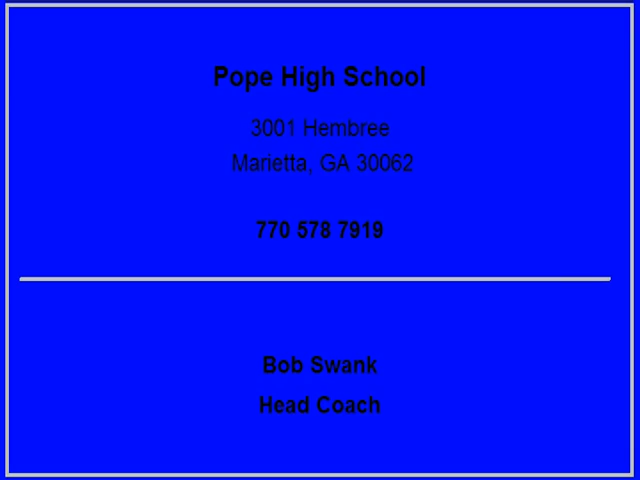 Pope High School
3001 Hembree
Marietta, GA 30062
770 578 7919
Bob Swank
Head Coach